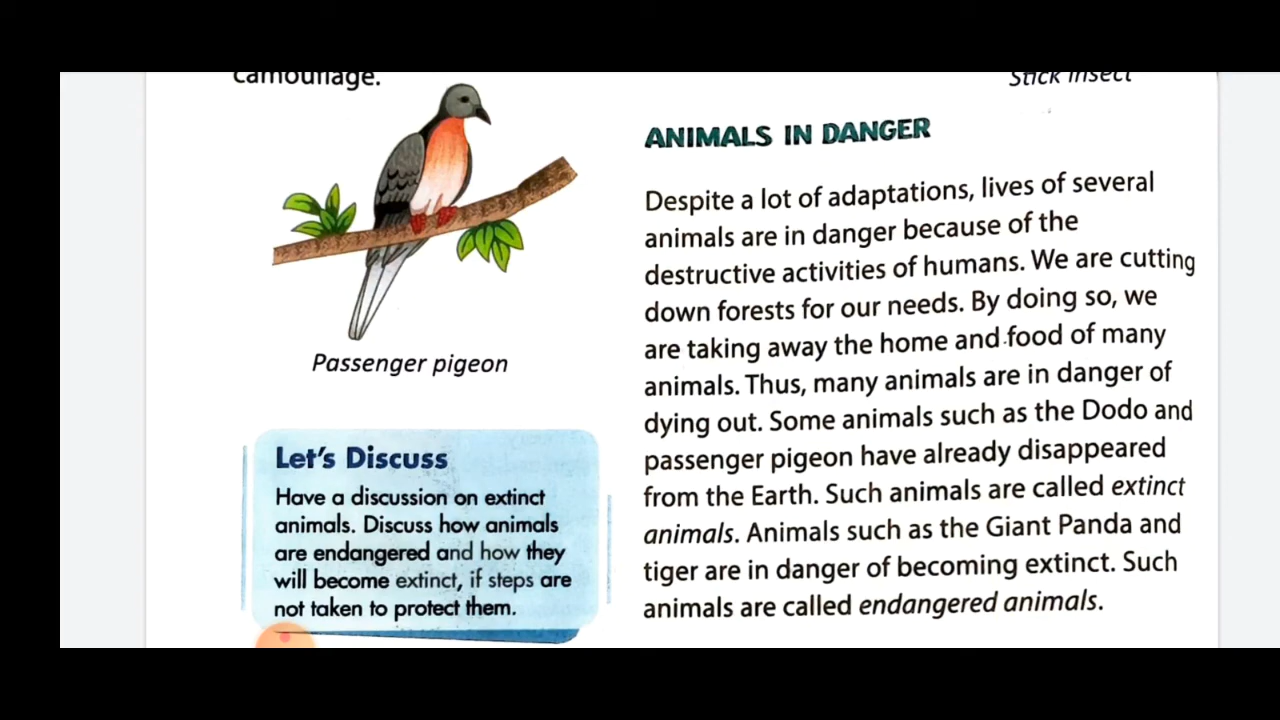 camouflage.
Stick insect
Passenger pigeon
Let's Discuss
Have a discussion on extinct
animals. Discuss how animals
are endangered and how they
will become extinct, if steps are
not taken to protect them.
ANIMALS IN DANGER
Despite a lot of adaptations, lives of several
animals are in danger because of the
destructive activities of humans. We are cutting
down forests for our needs. By doing so, we
are taking away the home and food of many
animals. Thus, many animals are in danger of
dying out. Some animals such as the Dodo and
passenger pigeon have already disappeared
from the Earth. Such animals are called extinct
animals. Animals such as the Giant Panda and
tiger are in danger of becoming extinct. Such
animals are called endangered animals.